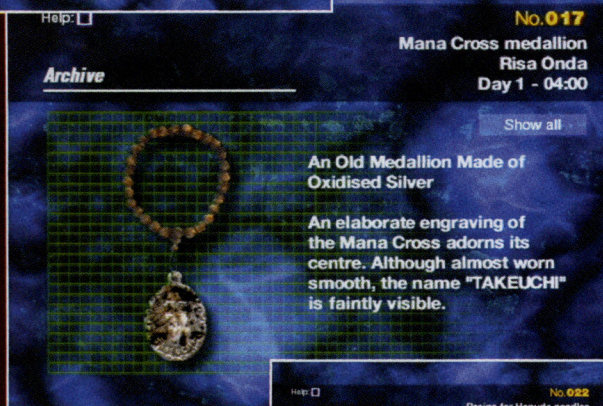 Help:
No.017
Mana Cross medallion
Risa Onda
Day 1 - 04:00
Archive
Show all
An Old Medallion Made of
Oxidised Silver
An elaborate engraving of
the Mana Cross adorns its
centre. Although almost worn
smooth, the name "TAKEUCHI"
is faintly visible.
Help:
No.022